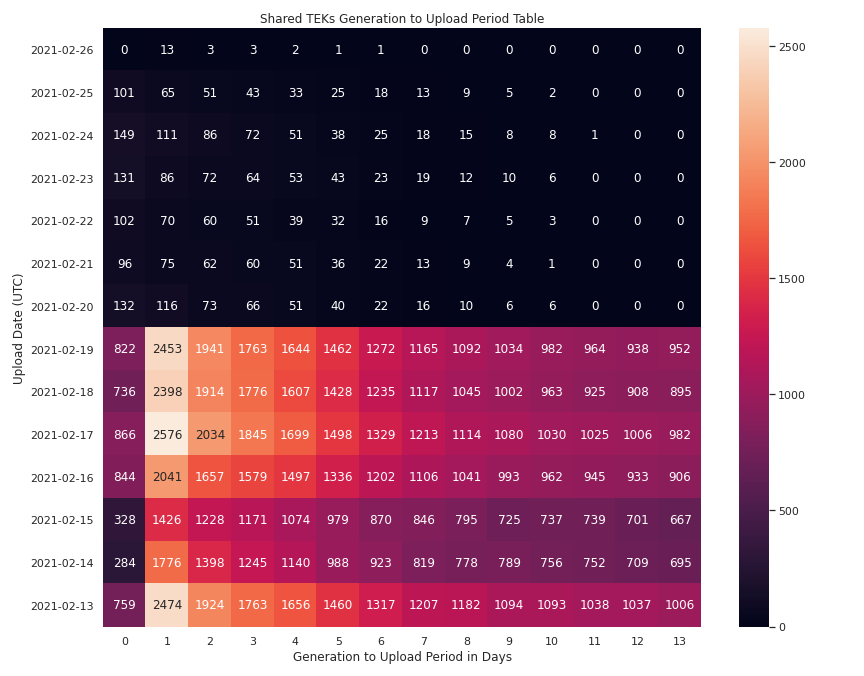 Shared TEKs Generation to Upload Period Table
2021-02-26 0 13 3 3 2 1 1 0 0 0 0 0 0 0
2021-02-25 101 65 51 43 33 25 18 13 9 5 2 0 0 0
2021-02-24 149 111 86 72 51 38 25 18 15 8 8 1 0 0
2021-02-23 131 86 72 64 53 43 23 19 12 10 6 0 0 0
2021-02-22 102 70 60 51 39 32 16 9 7 5 3 0 0 0
2021-02-21 96 75 62 60 51 36 22 13 9 4 1 0 0 0
2021-02-20 132 116 73 66 51 40 22 16 10 6 6 0 0 0
2021-02-19 822 2453 1941 1763 1644 1462 1272 1165 1092 1034 982 964 938 952
2021-02-18 736 2398 1914 1776 1607 1428 1235 1117 1045 1002 963 925 908 895
2021-02-17 866 2576 2034 1845 1699 1498 1329 1213 1114 1080 1030 1025 1006 982
2021-02-16 844 2041 1657 1579 1497 1336 1202 1106 1041 993 962 945 933 906
2021-02-15 328 1426 1228 1171 1074 979 870 846 795 725 737 739 701 667
2021-02-14 284 1776 1398 1245 1140 988 923 819 778 789 756 752 709 695
2021-02-13 759 2474 1924 1763 1656 1460 1317 1207 1182 1094 1093 1038 1037 1006
0 1 2 3 4 5 6 7 8 9 10 11 12 13
Generation to Upload Period in Days
Upload Date (UTC)
2500
2000
1500
1000
500
0